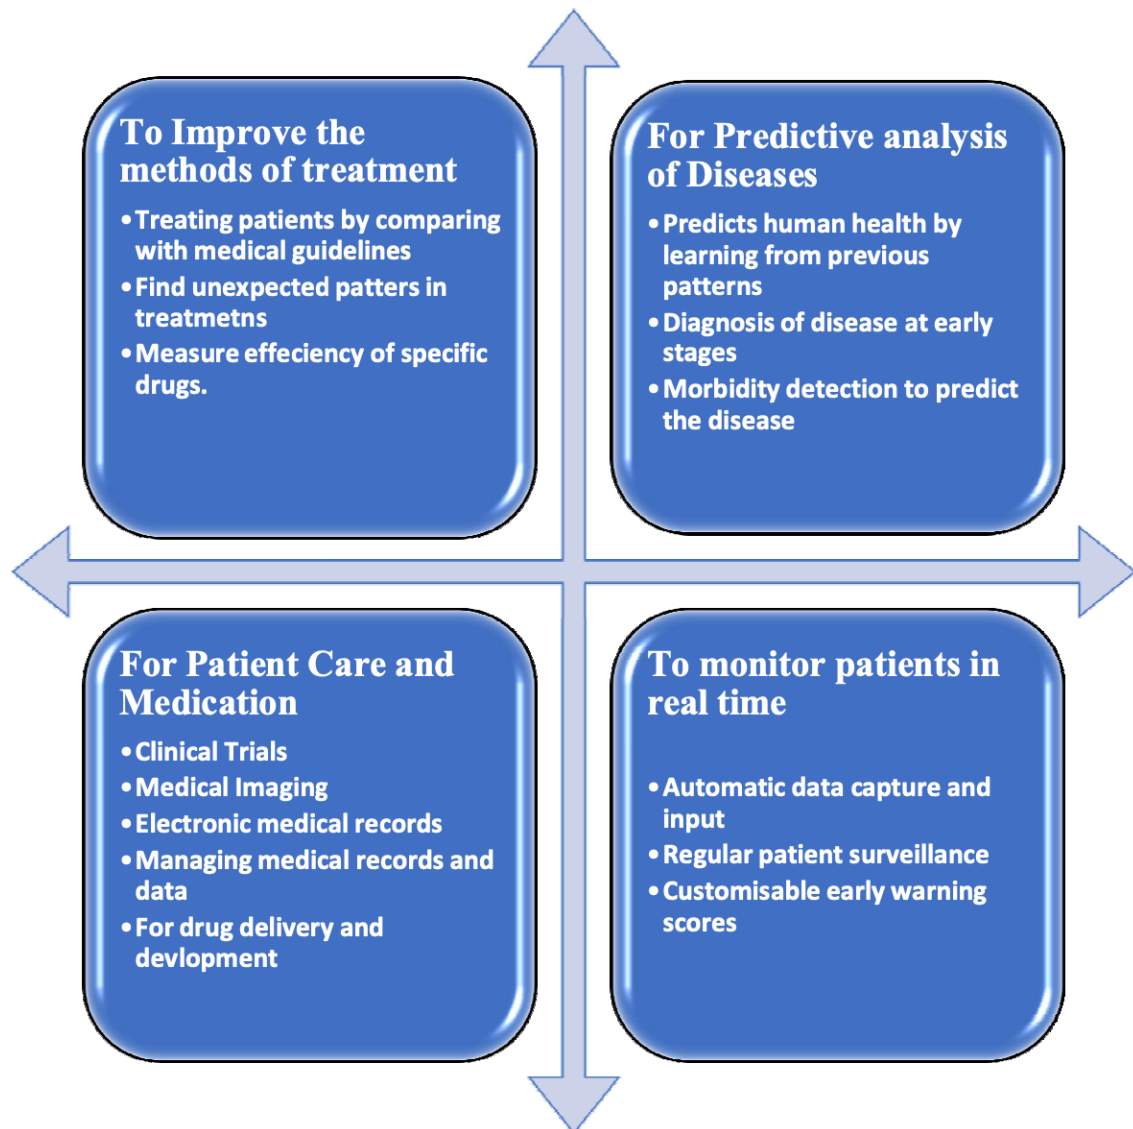 To Improve the
methods of treatment
•Treating patients by comparing
with medical guidelines
•Find unexpected patters in
treatmetns
•Measure effeciency of specific
drugs.
For Predictive analysis
of Diseases
•Predicts human health by
learning from previous
patterns
•Diagnosis of disease at early
stages
•Morbidity detection to predict
the disease
For Patient Care and
Medication
•Clinical Trials
•Medical Imaging
•Electronic medical records
•Managing medical records and
data
•For drug delivery and
devlopment
To monitor patients in
real time
•Automatic data capture and
input
•Regular patient surveillance
•Customisable early warning
scores